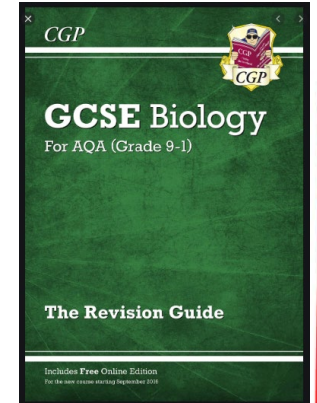 CGP
CGP
CGP
GCSE Biology
For AQA (Grade 9-1)
The Revision Guide
Includes Free Online Edition
For the new course starting September 2016